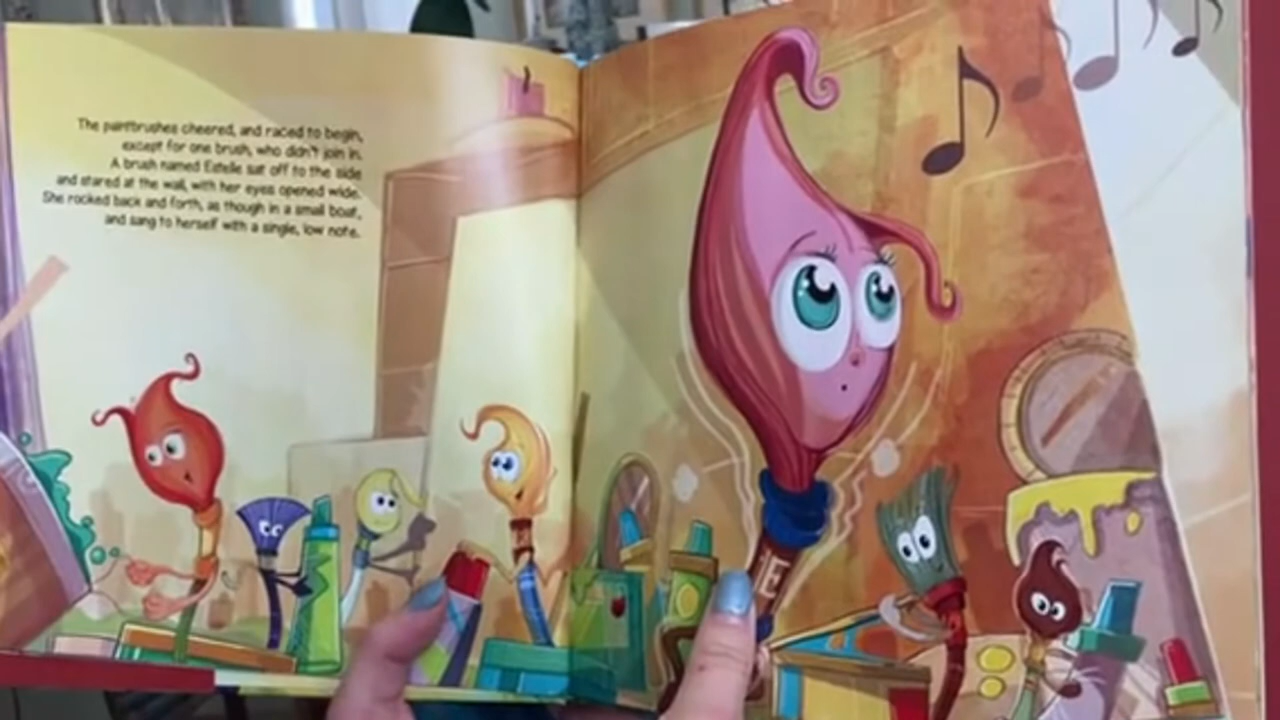 The paintbrushes cheered, and raced to begin,
except for one brush, who didn't join in.
A brush named Estelle sat off to the side
and stared at the wall, with her eyes opened wide.
She rocked back and forth, as though in a small boat,
and sang to herself with a single, low note.
E